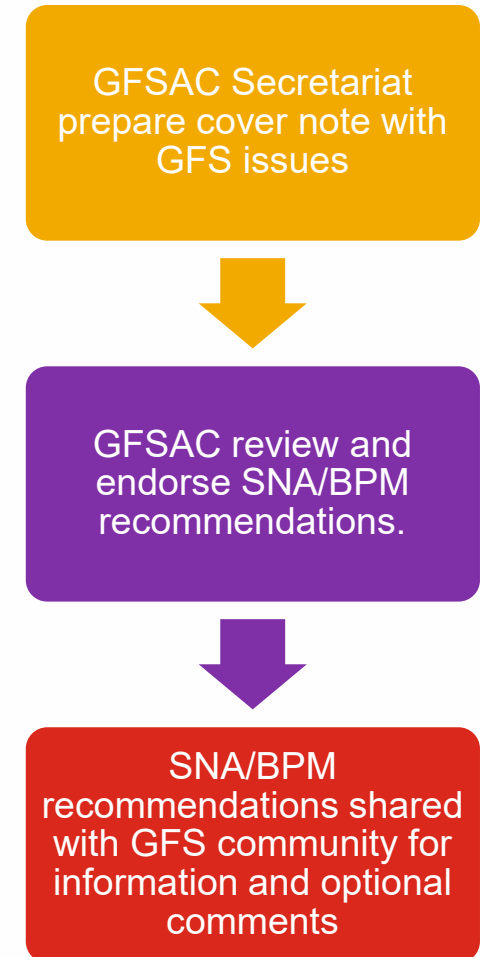 GFSAC Secretariat
prepare cover note with
GFS issues
GFSAC review and
endorse SNA/BPM
recommendations.
SNA/BPM
recommendations shared
with GFS community for
information and optional
comments